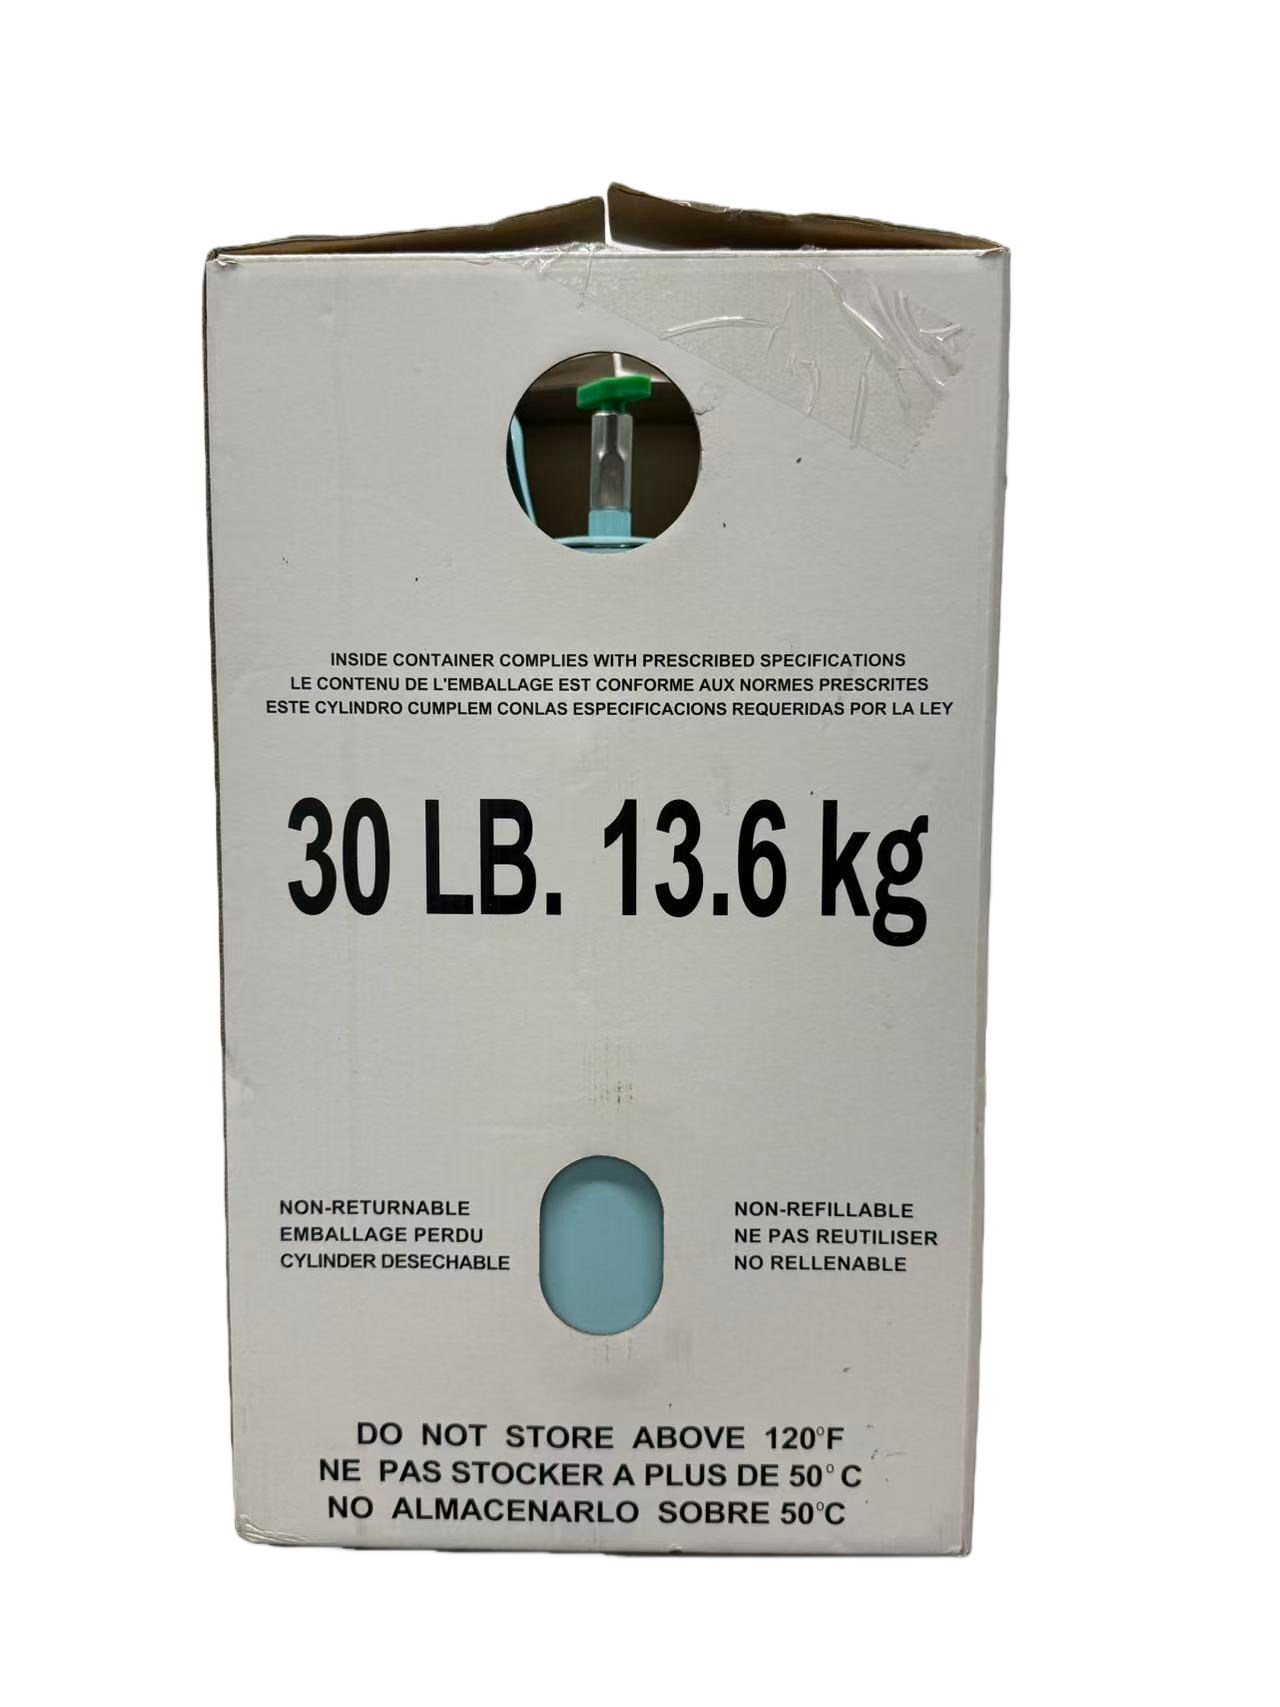 INSIDE CONTAINER COMPLIES WITH PRESCRIBED SPECIFICATIONS
LE CONTENU DE L'EMBALLAGE EST CONFORME AUX NORMES PRESCRITES
ESTE CYLINDRO CUMPLEM CONLAS ESPECIFICACIONS REQUERIDAS POR LA LEY
30 LB. 13.6 kg
NON-RETURNABLE
EMBALLAGE PERDU
CYLINDER DESECHABLE
NON-REFILLABLE
NE PAS REUTILISER
NO RELLENABLE
DO NOT STORE ABOVE 120°F
NE PAS STOCKER A PLUS DE 50° C
NO ALMACENARLO SOBRE 50°C